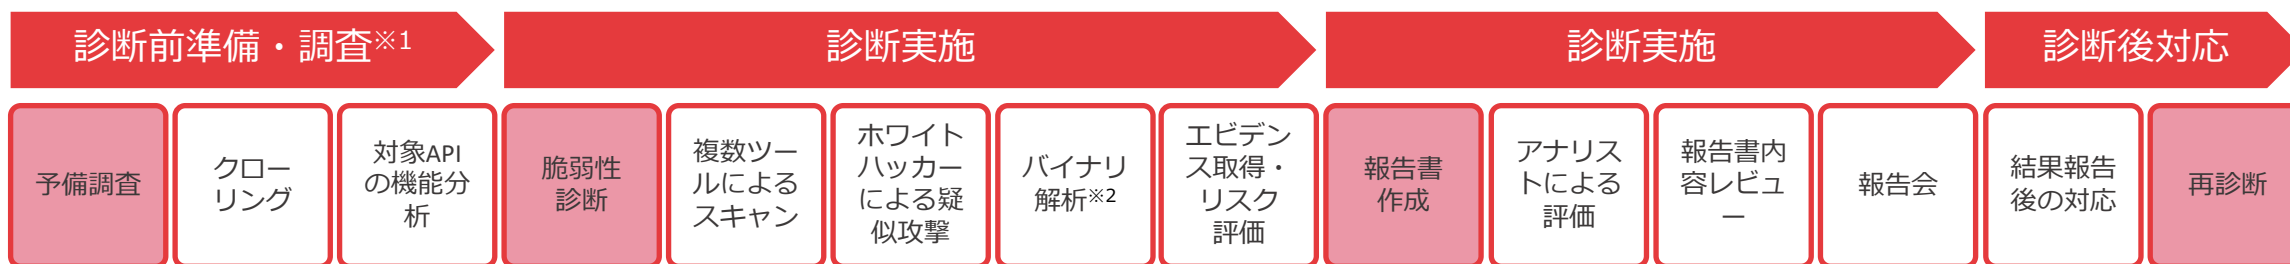 診断前準備・調査※1
診断実施
診断実施
診断後対応
予備調査
クロー
リング
対象API
の機能分
析
脆弱性
診断
複数ツー
ルによる
スキャン
ホワイト
ハッカー
による疑
似攻撃
バイナリ
解析※2
エビデン
ス取得・
リスク
評価
報告書
作成
アナリス
トによる
評価
報告書内
容レビュ
ー
報告会
結果報告
後の対応
再診断